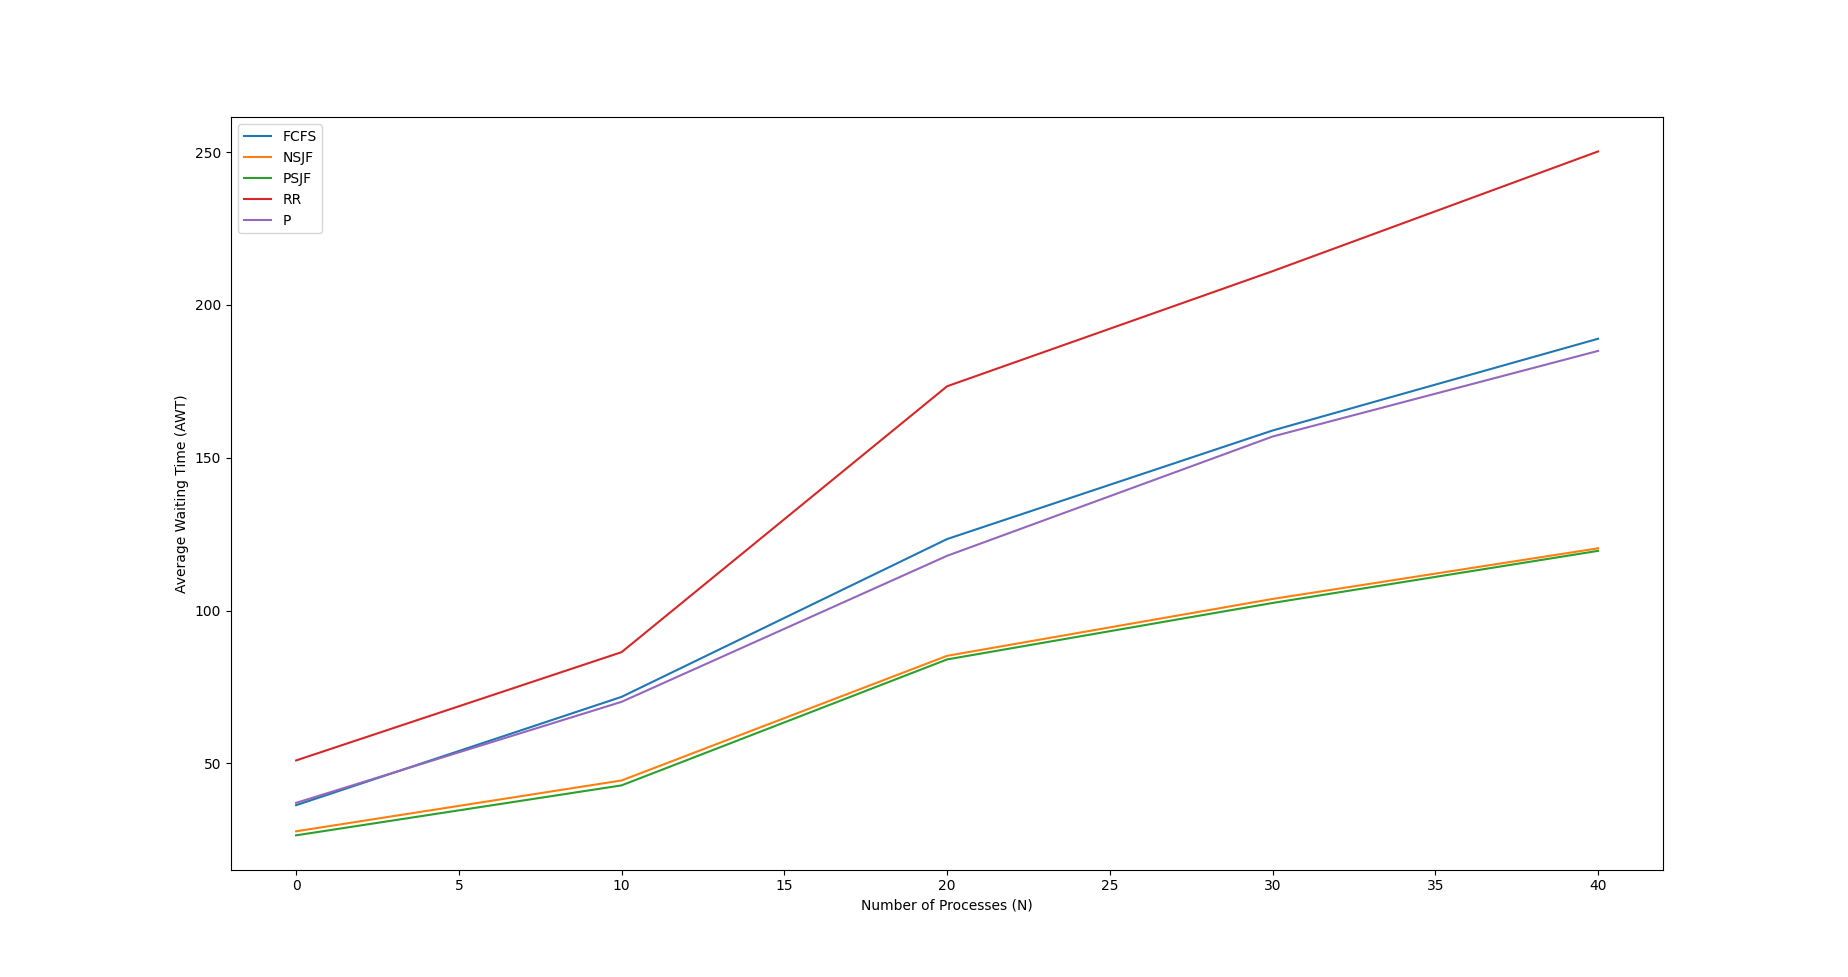 FCFS
NSJF
PSJF
RR
P
250
200
150
100
50
Average Waiting Time (AWT)
0 5 10 15 20 25 30 35 40
Number of Processes (N)